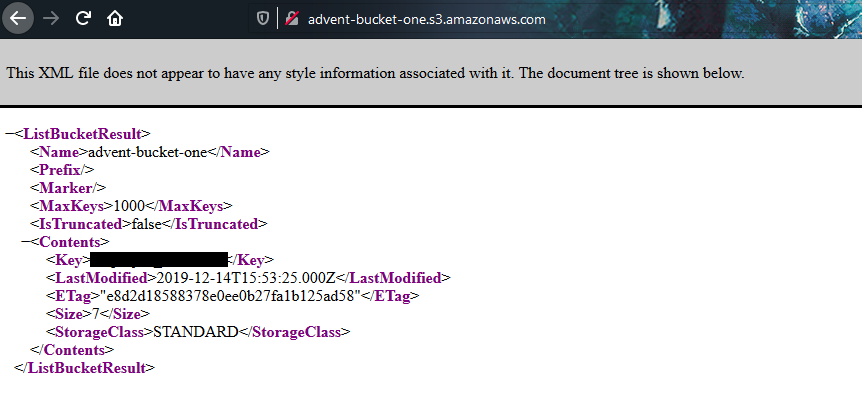 advent-bucket-one.s3.amazonaws.com
This XML file does not appear to have any style information associated with it. The document tree is shown below.
−<ListBucketResult>
<Name>advent-bucket-one</Name>
<Prefix/>
<Marker/>
<MaxKeys>1000</MaxKeys>
<IsTruncated>false</IsTruncated>
−<Contents>
<Key></Key>
<LastModified>2019-12-14T15:53:25.000Z</LastModified>
<ETag>"e8d2d18588378e0ee0b27fa1b125ad58"</ETag>
<Size>7</Size>
<StorageClass>STANDARD</StorageClass>
</Contents>
</ListBucketResult>